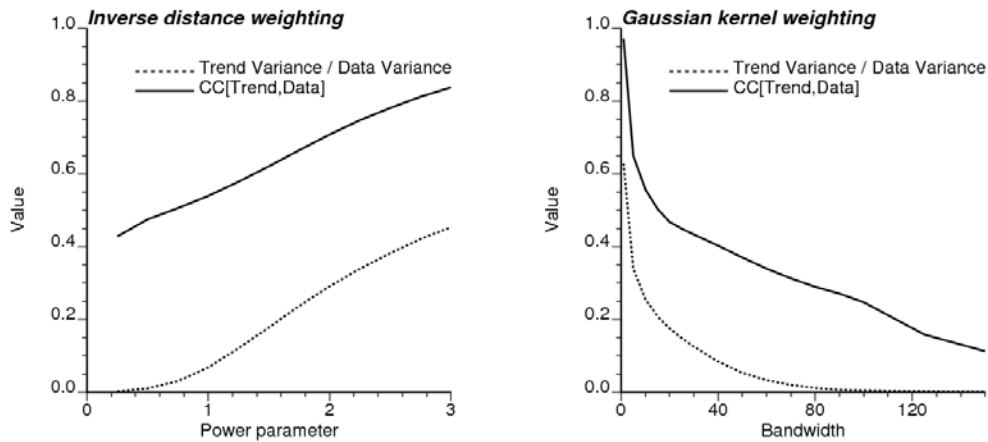 Inverse distance weighting
1.0
0.8
0.6
0.4
0.2
0.0
Value
Trend Variance / Data Variance
CC[Trend,Data]
0 1 2 3
Power parameter
Gaussian kernel weighting
1.0
0.8
0.6
0.4
0.2
0.0
Value
Trend Variance / Data Variance
CC[Trend,Data]
0 40 80 120
Bandwidth